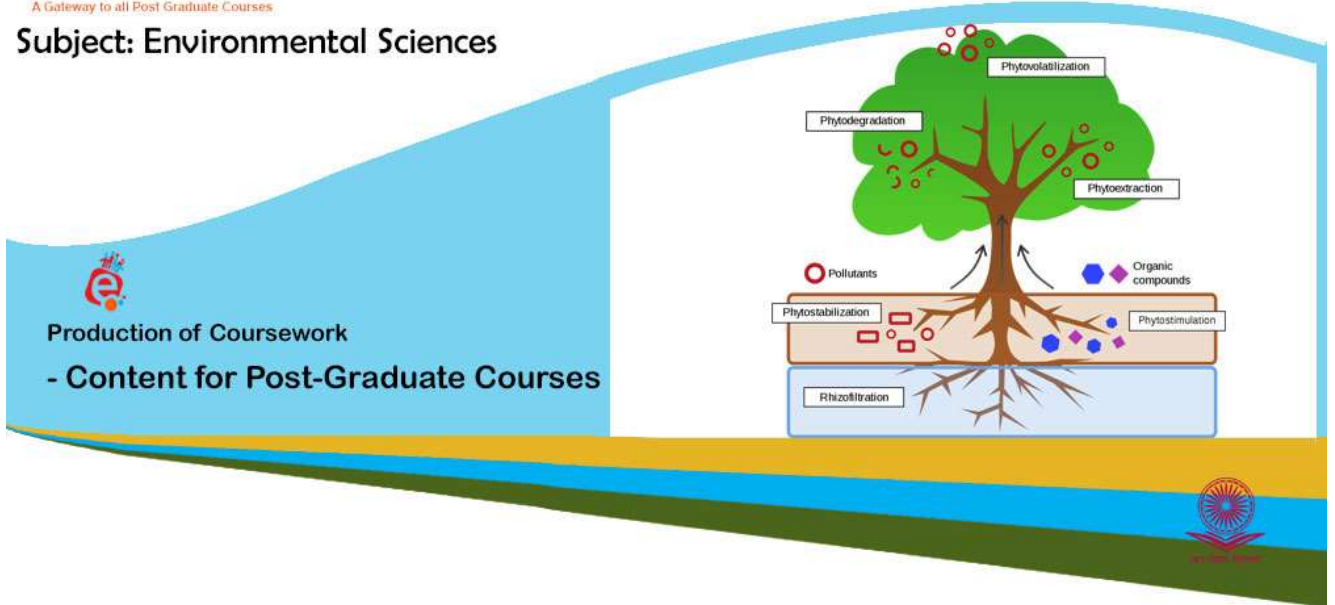 A Gateway to all Post Graduate Courses
Subject: Environmental Sciences
Phytovolatilization
Phytodegradation
Phytoextraction
Pollutants
Organic
compounds
Phytostabilization
Phytostimulation
Rhizofiltration
Production of Coursework
- Content for Post-Graduate Courses